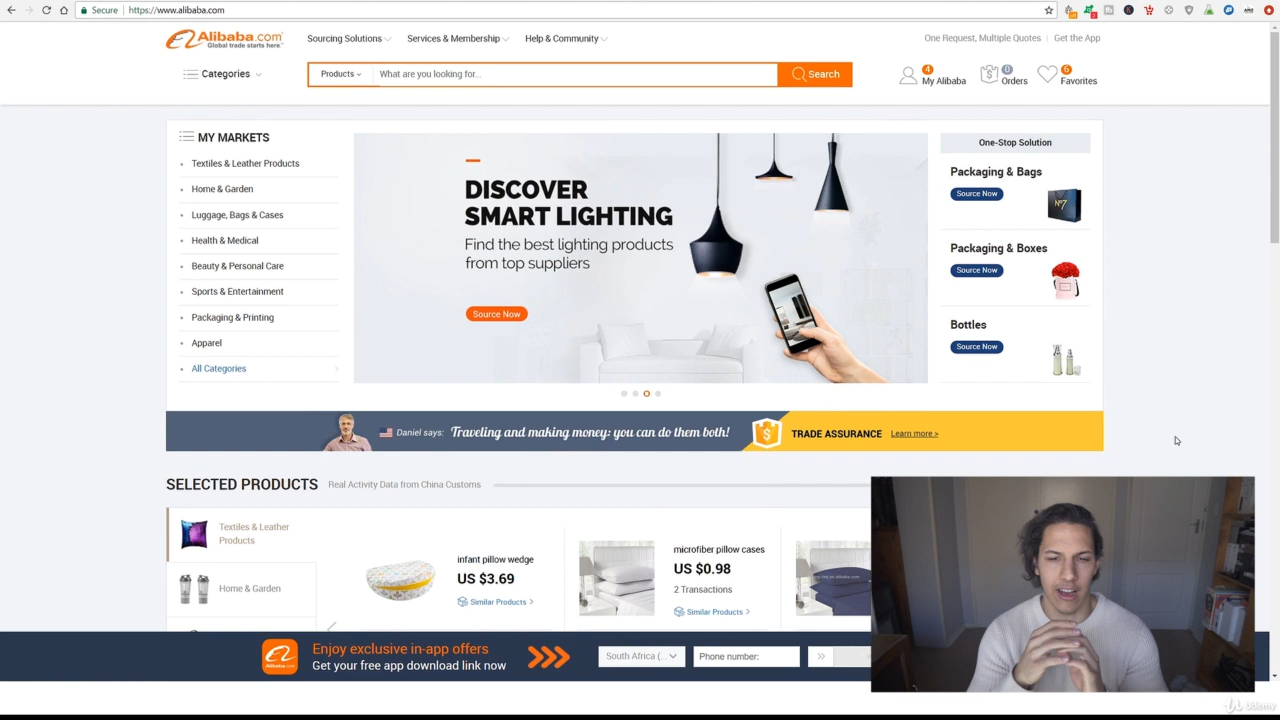 Secure
https://www.alibaba.com
Alibaba.com
Global trade starts here.
Sourcing Solutions
Services & Membership
Help & Community
One Request, Multiple Quotes
Get the App
Categories
Products
What are you looking for...
Search
4
My Alibaba
0
Orders
6
Favorites
MY MARKETS
Textiles & Leather Products
Home & Garden
Luggage, Bags & Cases
Health & Medical
Beauty & Personal Care
Sports & Entertainment
Packaging & Printing
Apparel
All Categories
DISCOVER
SMART LIGHTING
Find the best lighting products
from top suppliers
Source Now
One-Stop Solution
Packaging & Bags
Source Now
N°7
Packaging & Boxes
Source Now
Bottles
Source Now
Daniel says: Traveling and making money: you can do them both!
TRADE ASSURANCE
Learn more >
SELECTED PRODUCTS
Real Activity Data from China Customs
Textiles & Leather
Products
Home & Garden
infant pillow wedge
US $3.69
Similar Products >
microfiber pillow cases
US $0.98
2 Transactions
Similar Products >
Alibaba.com
Enjoy exclusive in-app offers
Get your free app download link now
South Africa (...
Phone number:
Udemy